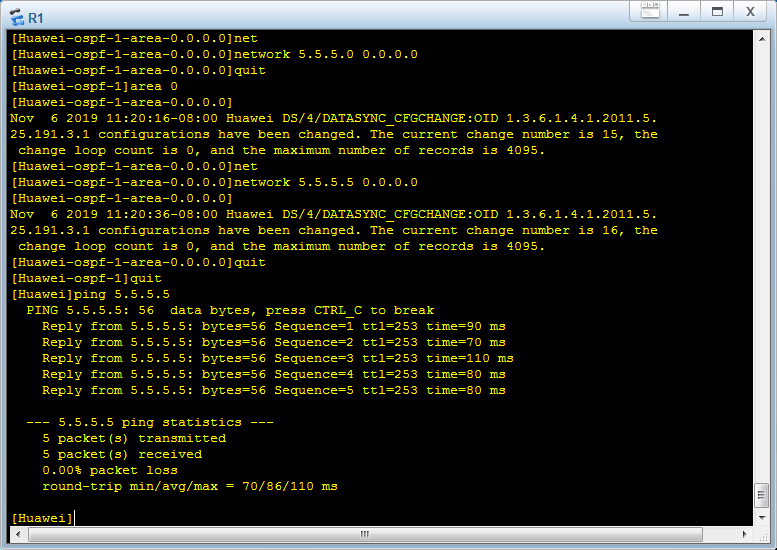 R1
[Huawei-ospf-1-area-0.0.0.0]net
[Huawei-ospf-1-area-0.0.0.0]network 5.5.5.0 0.0.0.0
[Huawei-ospf-1-area-0.0.0.0]quit
[Huawei-ospf-1]area 0
[Huawei-ospf-1-area-0.0.0.0]
Nov  6 2019 11:20:16-08:00 Huawei DS/4/DATASYNC_CFGCHANGE:OID 1.3.6.1.4.1.2011.5.
25.191.3.1 configurations have been changed. The current change number is 15, the
 change loop count is 0, and the maximum number of records is 4095.
[Huawei-ospf-1-area-0.0.0.0]net
[Huawei-ospf-1-area-0.0.0.0]network 5.5.5.5 0.0.0.0
[Huawei-ospf-1-area-0.0.0.0]
Nov  6 2019 11:20:36-08:00 Huawei DS/4/DATASYNC_CFGCHANGE:OID 1.3.6.1.4.1.2011.5.
25.191.3.1 configurations have been changed. The current change number is 16, the
 change loop count is 0, and the maximum number of records is 4095.
[Huawei-ospf-1-area-0.0.0.0]quit
[Huawei-ospf-1]quit
[Huawei]ping 5.5.5.5
  PING 5.5.5.5: 56  data bytes, press CTRL_C to break
    Reply from 5.5.5.5: bytes=56 Sequence=1 ttl=253 time=90 ms
    Reply from 5.5.5.5: bytes=56 Sequence=2 ttl=253 time=70 ms
    Reply from 5.5.5.5: bytes=56 Sequence=3 ttl=253 time=110 ms
    Reply from 5.5.5.5: bytes=56 Sequence=4 ttl=253 time=80 ms
    Reply from 5.5.5.5: bytes=56 Sequence=5 ttl=253 time=80 ms
  --- 5.5.5.5 ping statistics ---
    5 packet(s) transmitted
    5 packet(s) received
    0.00% packet loss
    round-trip min/avg/max = 70/86/110 ms
[Huawei]